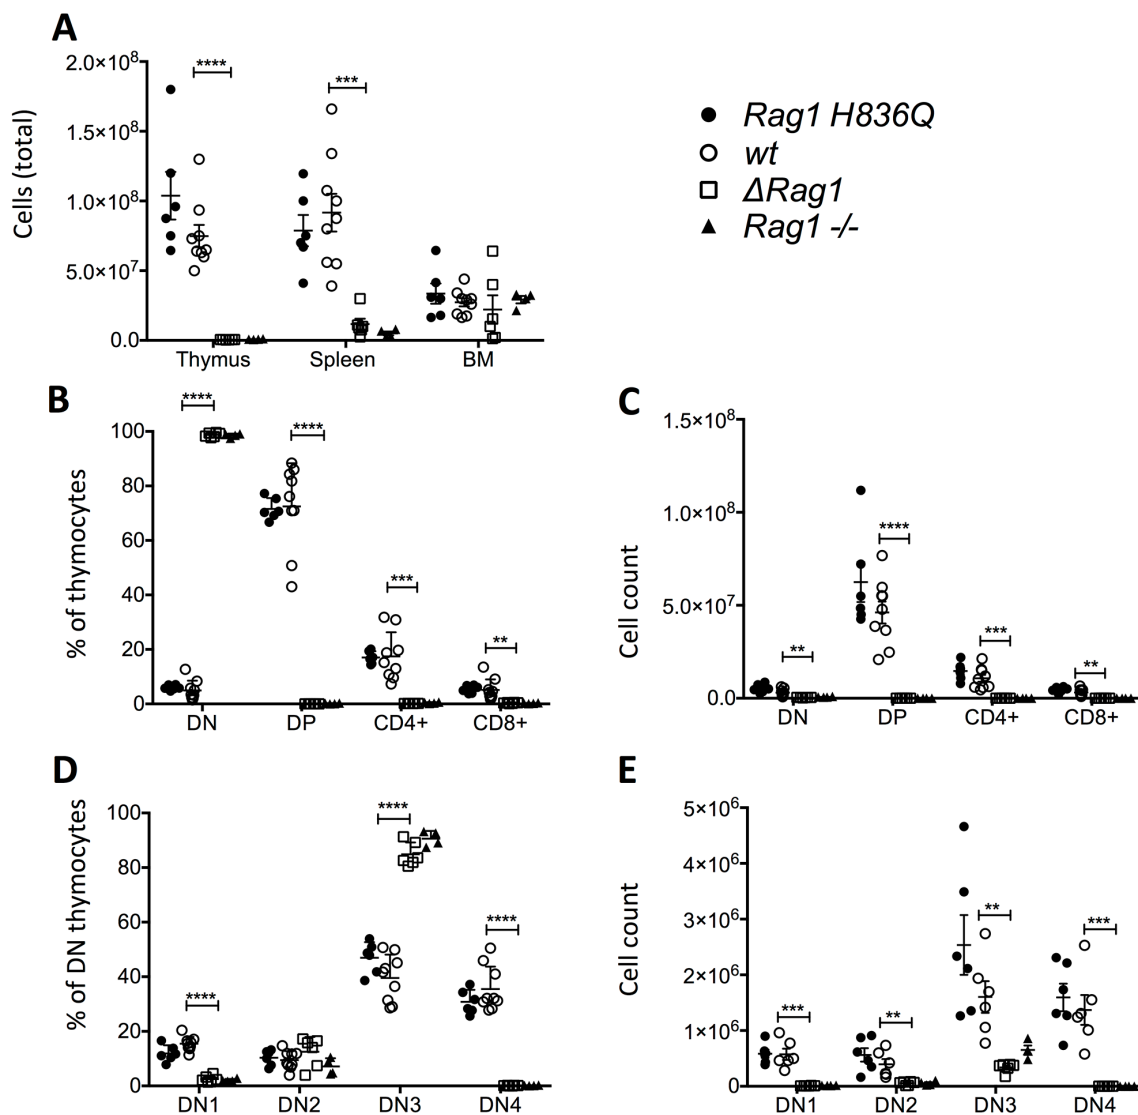 A
Cells (total)
2.0×10⁸
1.5×10⁸
1.0×10⁸
5.0×10⁷
0.0
****
***
Thymus Spleen BM
Rag1 H836Q
wt
ΔRag1
Rag1 -/-
B
% of thymocytes
100
80
60
40
20
0
****
****
***
**
DN DP CD4+ CD8+
C
Cell count
1.5×10⁸
1.0×10⁸
5.0×10⁷
0.0
**
****
***
**
DN DP CD4+ CD8+
D
% of DN thymocytes
100
80
60
40
20
0
****
****
****
DN1 DN2 DN3 DN4
E
Cell count
5×10⁶
4×10⁶
3×10⁶
2×10⁶
1×10⁶
0
***
**
**
***
DN1 DN2 DN3 DN4